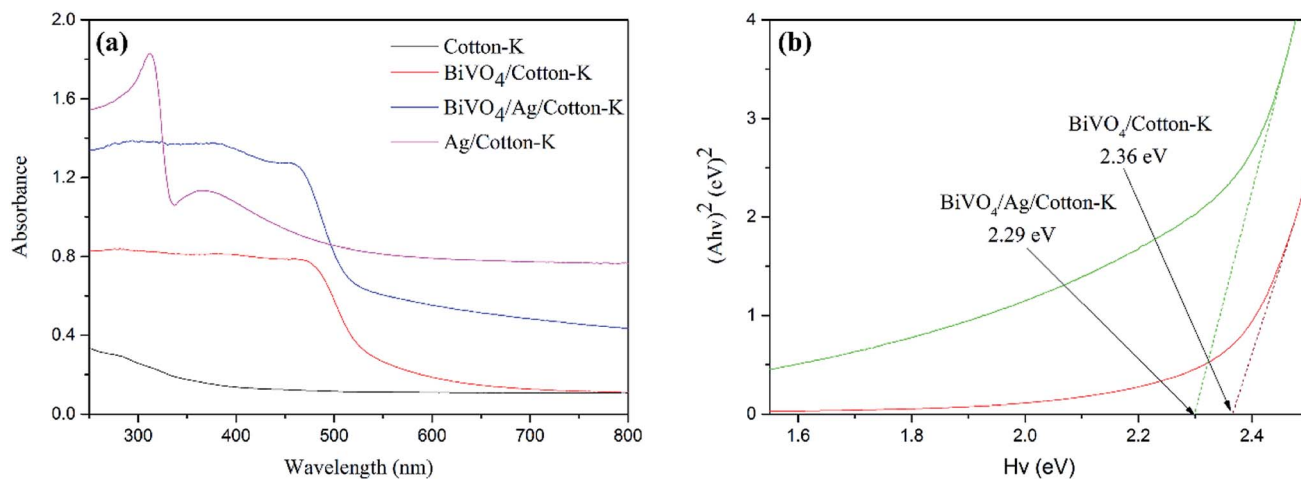 (a)
2.0
1.6
1.2
0.8
0.4
0.0
Absorbance
300 400 500 600 700 800
Wavelength (nm)
Cotton-K
BiVO4/Cotton-K
BiVO4/Ag/Cotton-K
Ag/Cotton-K
(b)
4
3
2
1
0
(Ahν)2 (eV)2
1.6 1.8 2.0 2.2 2.4
Hv (eV)
BiVO4/Cotton-K
2.36 eV
BiVO4/Ag/Cotton-K
2.29 eV